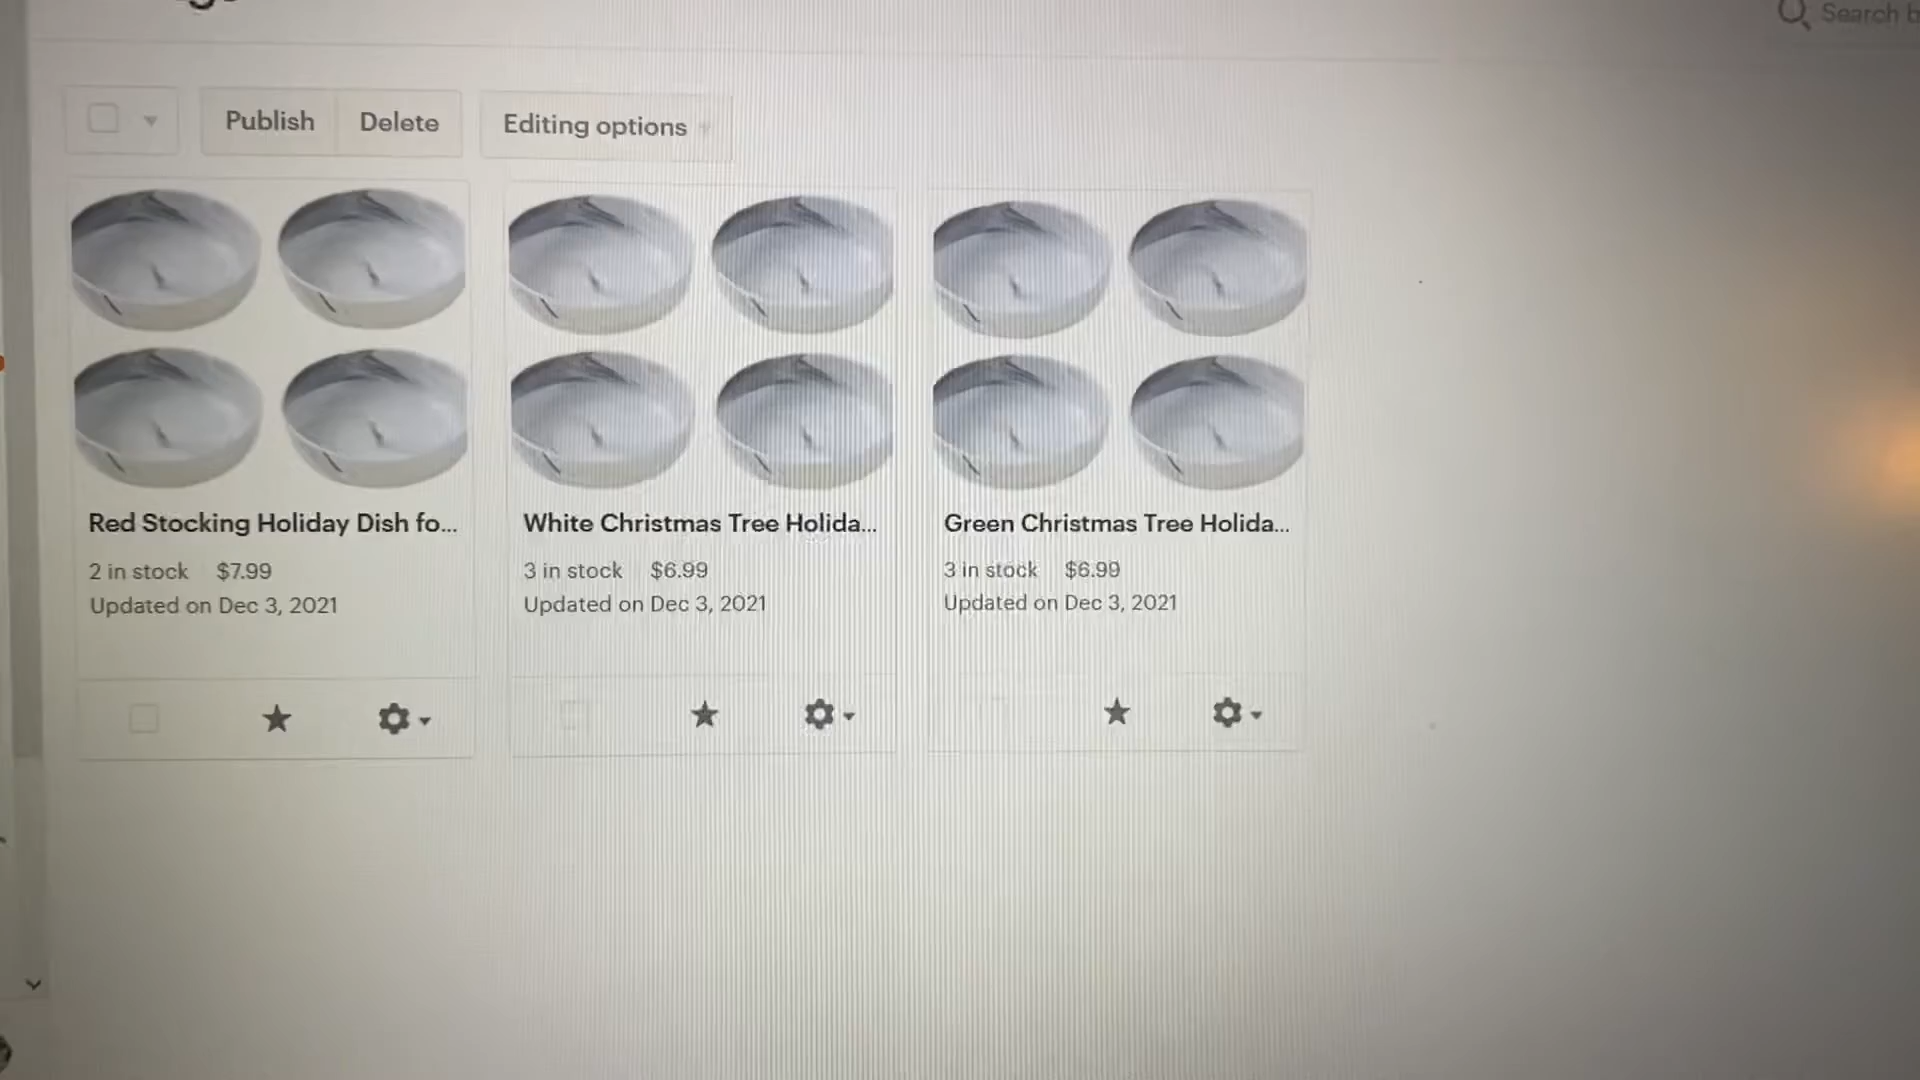 Search
Publish
Delete
Editing options
Red Stocking Holiday Dish fo...
2 in stock $7.99
Updated on Dec 3, 2021
White Christmas Tree Holida...
3 in stock $6.99
Updated on Dec 3, 2021
Green Christmas Tree Holida...
3 in stock $6.99
Updated on Dec 3, 2021